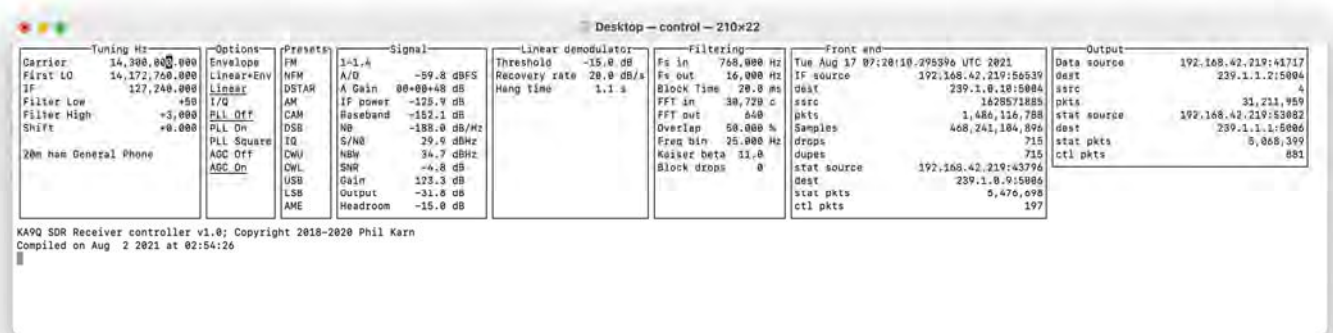 Desktop — control — 210×22
Tuning Hz
Carrier 14,300,000.000
First LO 14,172,760.000
IF 127,240.000
Filter Low +50
Filter High +3,000
Shift +0.000
20m ham General Phone
Options
Envelope
Linear+Env
Linear
I/Q
PLL Off
PLL On
PLL Square
AGC Off
AGC On
Presets
FM
NFM
DSTAR
AM
CAM
DSB
IQ
CWU
CWL
USB
LSB
AME
Signal
A/D -59.8 dBFS
A Gain 00+00+48 dB
IF power -125.9 dB
Baseband -152.1 dB
N0 -188.0 dB/Hz
S/N0 29.9 dBHz
NBW 34.7 dBHz
SNR -4.8 dB
Gain 123.3 dB
Output -31.8 dB
Headroom -15.0 dB
Linear demodulator
Threshold -15.0 dB
Recovery rate 20.0 dB/s
Hang time 1.1 s
Filtering
Fs in 768,000 Hz
Fs out 16,000 Hz
Block Time 20.0 ms
FFT in 30,720 c
FFT out 640
Overlap 50.000 %
Freq bin 25.000 Hz
Kaiser beta 11.0
Block drops 0
Front end
Tue Aug 17 07:20:10.295396 UTC 2021
IF source 192.168.42.219:56539
dest 239.1.0.10:5004
ssrc 1628571885
pkts 1,486,116,788
Samples 468,241,104,896
drops 715
dupes 715
stat source 192.168.42.219:43796
dest 239.1.0.9:5006
stat pkts 5,476,698
ctl pkts 197
Output
Data source 192.168.42.219:41717
dest 239.1.1.2:5004
ssrc 4
pkts 31,211,959
stat source 192.168.42.219:53082
dest 239.1.1.1:5006
stat pkts 5,068,399
ctl pkts 881
KA9Q SDR Receiver controller v1.0; Copyright 2018-2020 Phil Karn
Compiled on Aug 2 2021 at 02:54:26